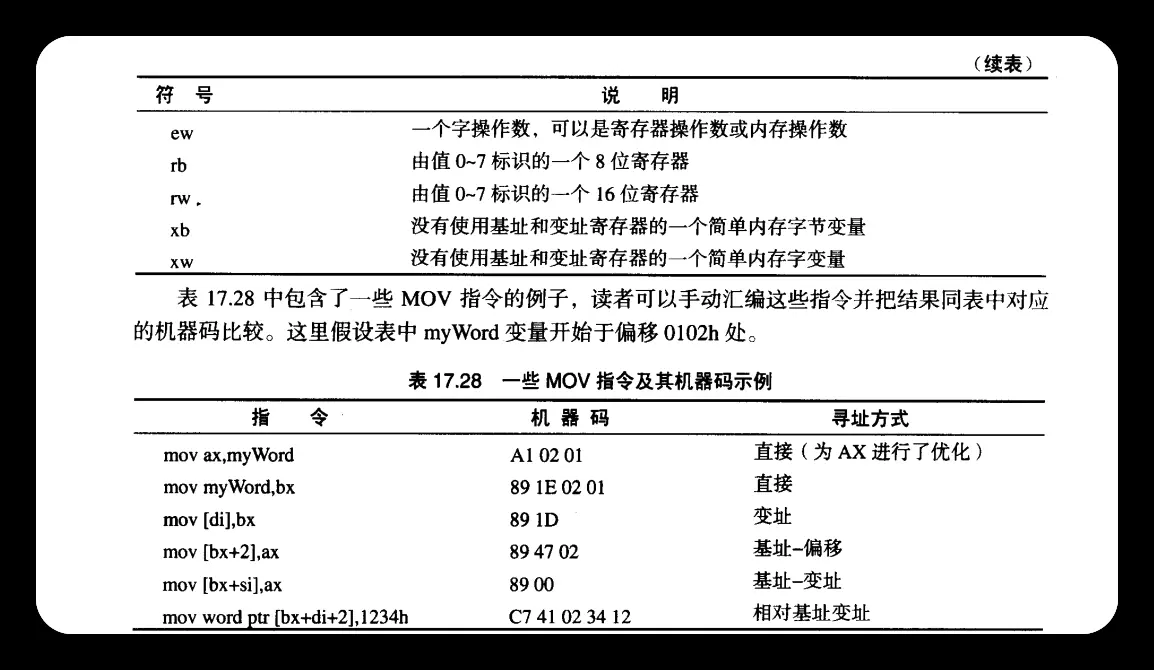 （续表）
符 号 说 明
ew 一个字操作数，可以是寄存器操作数或内存操作数
rb 由值 0~7 标识的一个 8 位寄存器
rw . 由值 0~7 标识的一个 16 位寄存器
xb 没有使用基址和变址寄存器的一个简单内存字节变量
xw 没有使用基址和变址寄存器的一个简单内存字变量
表 17.28 中包含了一些 MOV 指令的例子，读者可以手动汇编这些指令并把结果同表中对应
的机器码比较。这里假设表中 myWord 变量开始于偏移 0102h 处。
表 17.28 一些 MOV 指令及其机器码示例
指 令 机 器 码 寻址方式
mov ax,myWord A1 02 01 直接（为 AX 进行了优化）
mov myWord,bx 89 1E 02 01 直接
mov [di],bx 89 1D 变址
mov [bx+2],ax 89 47 02 基址-偏移
mov [bx+si],ax 89 00 基址-变址
mov word ptr [bx+di+2],1234h C7 41 02 34 12 相对基址变址